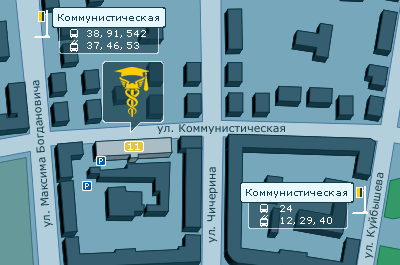 Коммунистическая
38, 91, 542
37, 46, 53
ул. Максима Богдановича
ул. Коммунистическая
11
P
P
ул. Чичерина
Коммунистическая
24
12, 29, 40
ул. Куйбышева